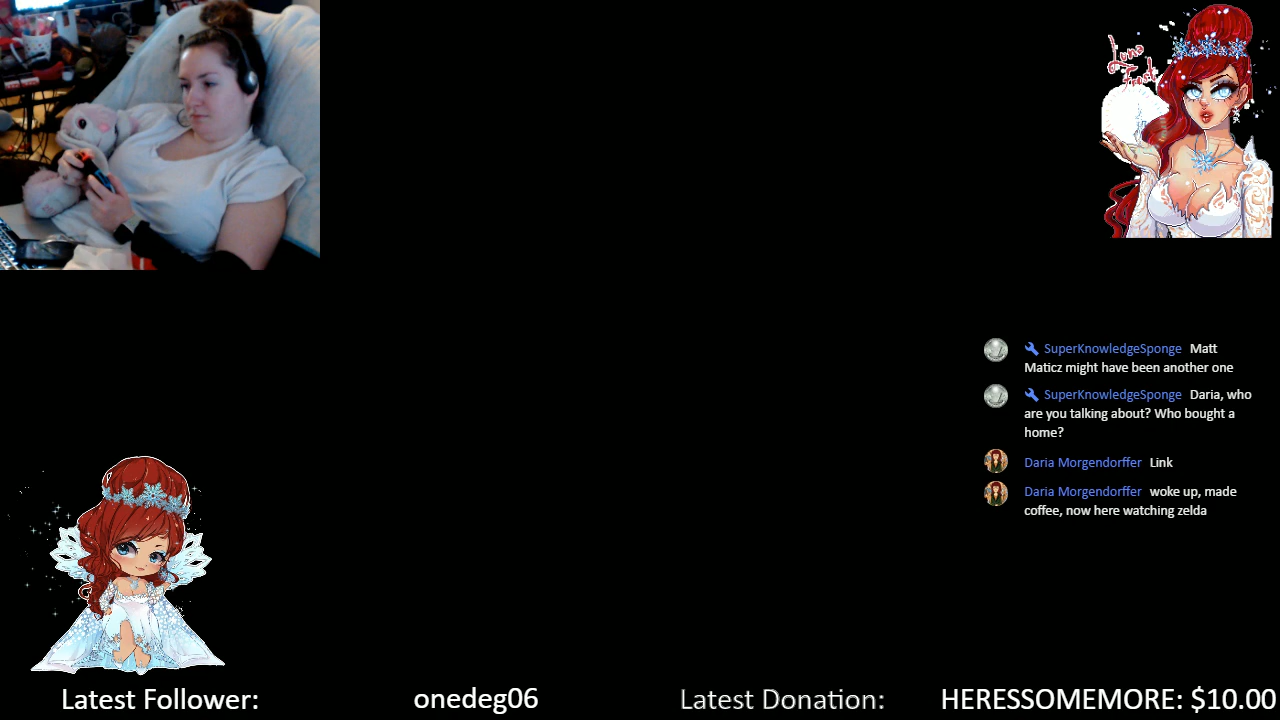 Luna
Frost
SuperKnowledgeSponge Matt
Maticz might have been another one
SuperKnowledgeSponge Daria, who
are you talking about? Who bought a
home?
Daria Morgendorffer Link
Daria Morgendorffer woke up, made
coffee, now here watching zelda
Latest Follower: onedeg06 Latest Donation: HERESSOMEMORE: $10.00